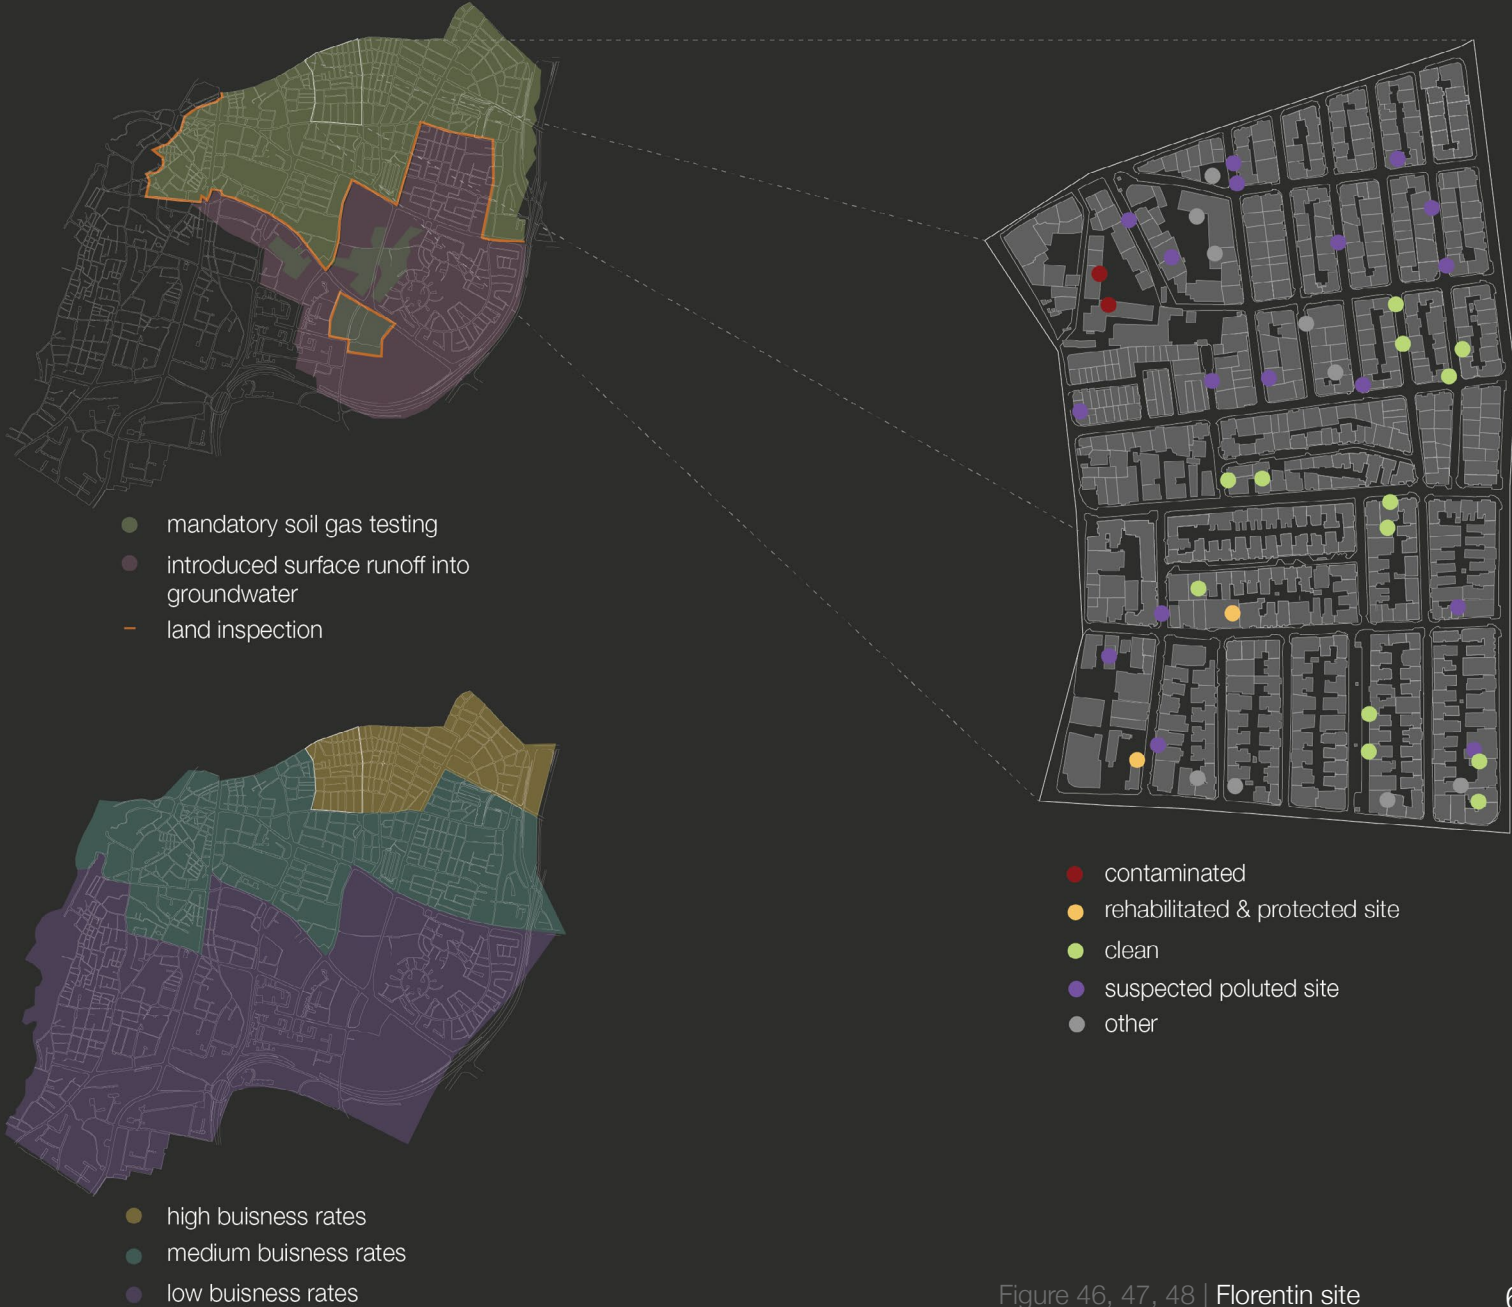 mandatory soil gas testing
introduced surface runoff into
groundwater
land inspection
contaminated
rehabilitated & protected site
clean
suspected poluted site
other
high buisness rates
medium buisness rates
low buisness rates
Figure 46, 47, 48 | Florentin site